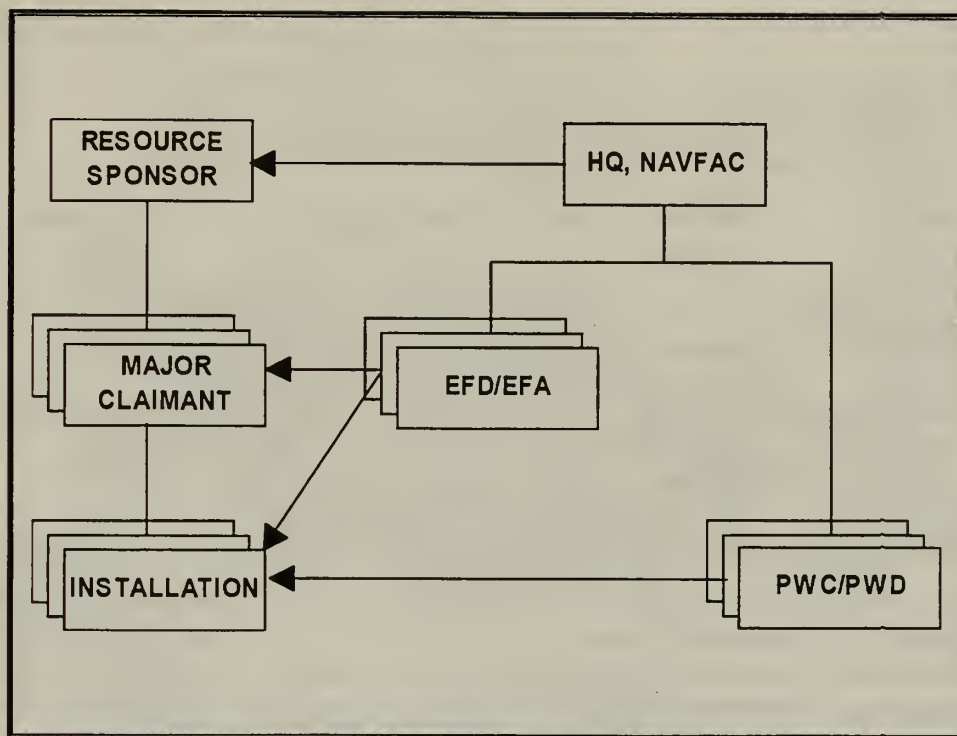 RESOURCE
SPONSOR
HQ, NAVFAC
MAJOR
CLAIMANT
EFD/EFA
INSTALLATION
PWC/PWD